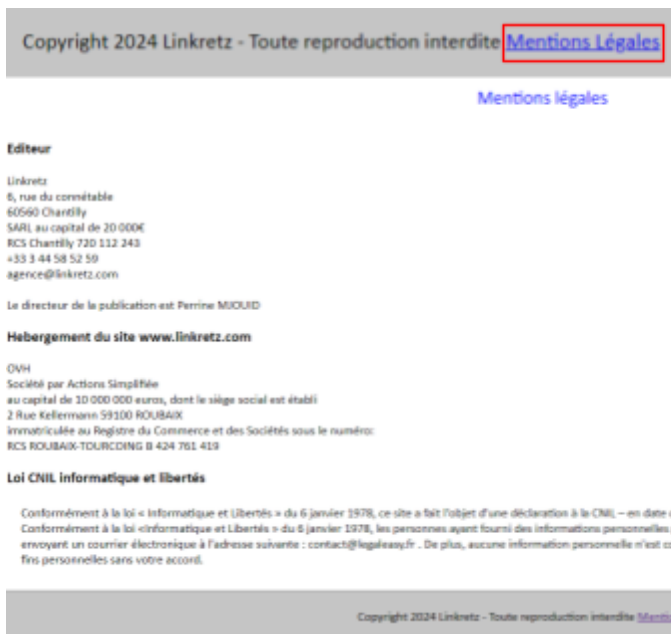 Copyright 2024 Linkretz - Toute reproduction interdite Mentions Légales
Mentions légales
Editeur
Linkretz
6, rue du connétable
60560 Chantilly
SARL au capital de 20 000€
RCS Chantilly 720 112 243
+33 3 44 58 52 59
agence@linkretz.com
Le directeur de la publication est Perrine MJOUID
Hebergement du site www.linkretz.com
OVH
Société par Actions Simplifiée
au capital de 10 000 000 euros, dont le siège social est établi
2 Rue Kellermann 59100 ROUBAIX
immatriculée au Registre du Commerce et des Sociétés sous le numéro:
RCS ROUBAIX-TOURCOING B 424 761 419
Loi CNIL informatique et libertés
Conformément à la loi « Informatique et Libertés » du 6 janvier 1978, ce site a fait l'objet d'une déclaration à la CNIL – en date
Conformément à la loi «Informatique et Libertés » du 6 janvier 1978, les personnes ayant fourni des informations personnelles
envoyant un courrier électronique à l'adresse suivante : contact@legaleasy.fr . De plus, aucune information personnelle n'est
fins personnelles sans votre accord.
Copyright 2024 Linkretz - Toute reproduction interdite